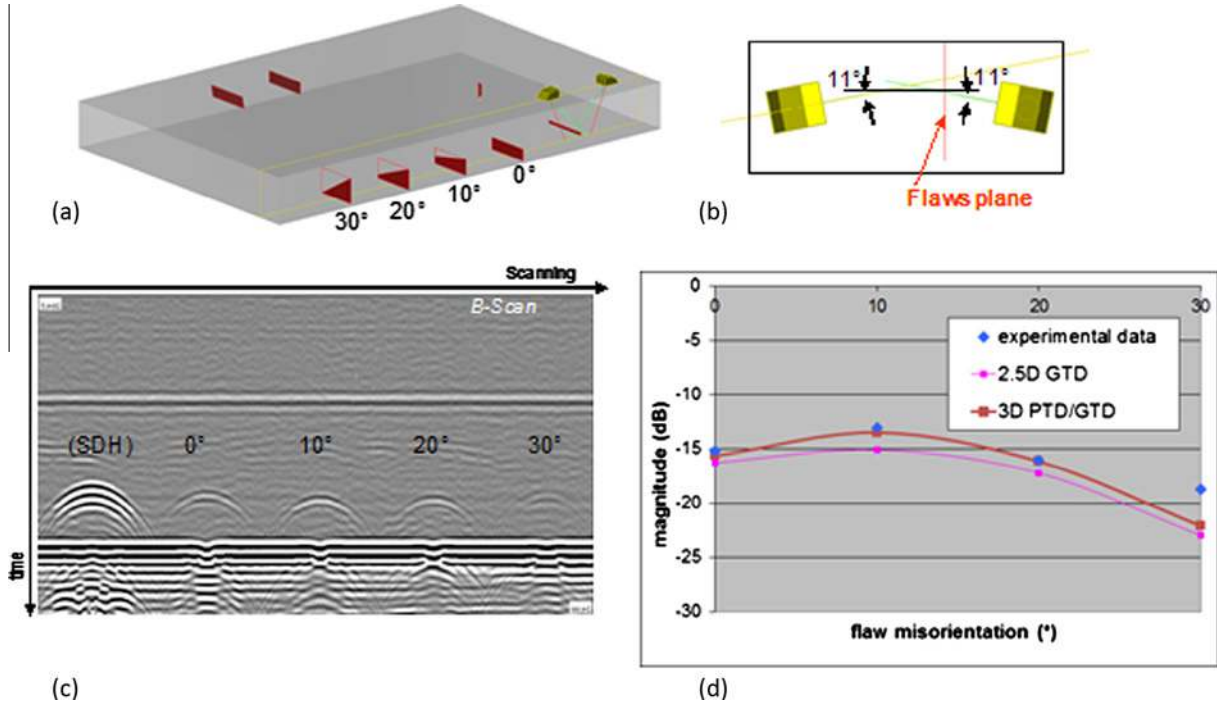 30°
20°
10°
0°
(a)
11°
11°
Flaws plane
(b)
Scanning
B-Scan
(SDH)
0°
10°
20°
30°
time
(c)
0
-5
-10
-15
-20
-25
-30
0
10
20
30
experimental data
2.5D GTD
3D PTD/GTD
magnitude (dB)
flaw misorientation (°)
(d)